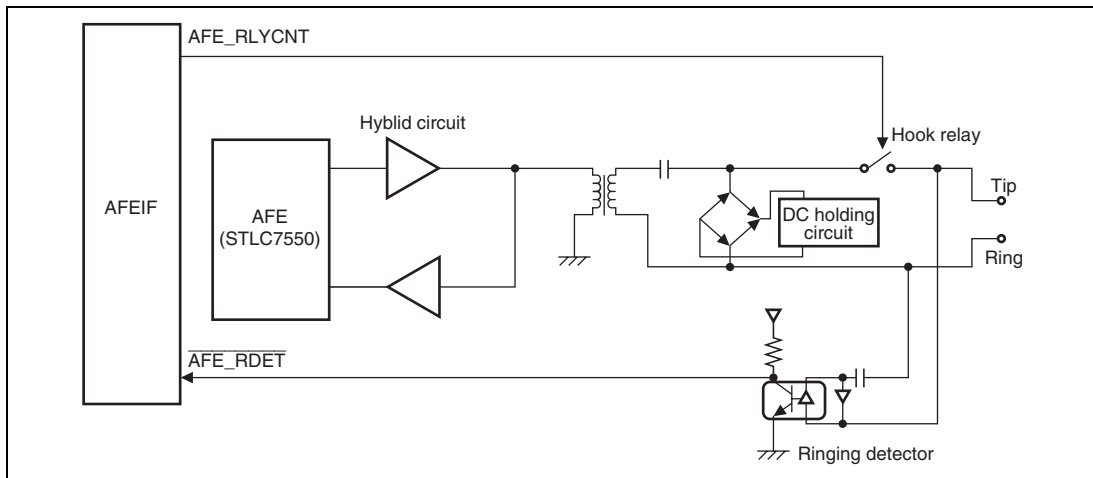 AFE_RLYCNT
Hyblid circuit
Hook relay
AFEIF
AFE
(STLC7550)
DC holding
circuit
Tip
Ring
AFE_RDET
Ringing detector